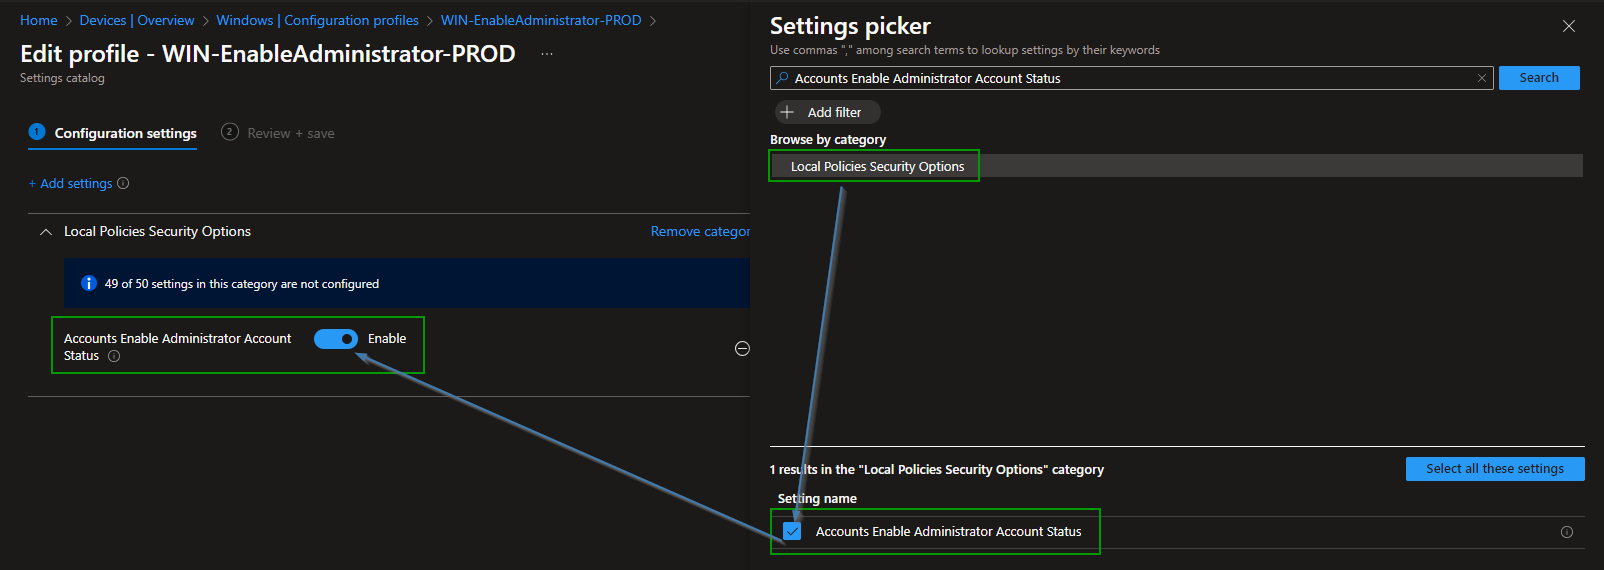 Home > Devices | Overview > Windows | Configuration profiles > WIN-EnableAdministrator-PROD >
Edit profile - WIN-EnableAdministrator-PROD ...
Settings catalog
1 Configuration settings 2 Review + save
+ Add settings
Local Policies Security Options Remove categor
49 of 50 settings in this category are not configured
Accounts Enable Administrator Account
Status
Enable
Settings picker
Use commas "," among search terms to lookup settings by their keywords
Accounts Enable Administrator Account Status
Search
Add filter
Browse by category
Local Policies Security Options
1 results in the "Local Policies Security Options" category
Select all these settings
Setting name
Accounts Enable Administrator Account Status